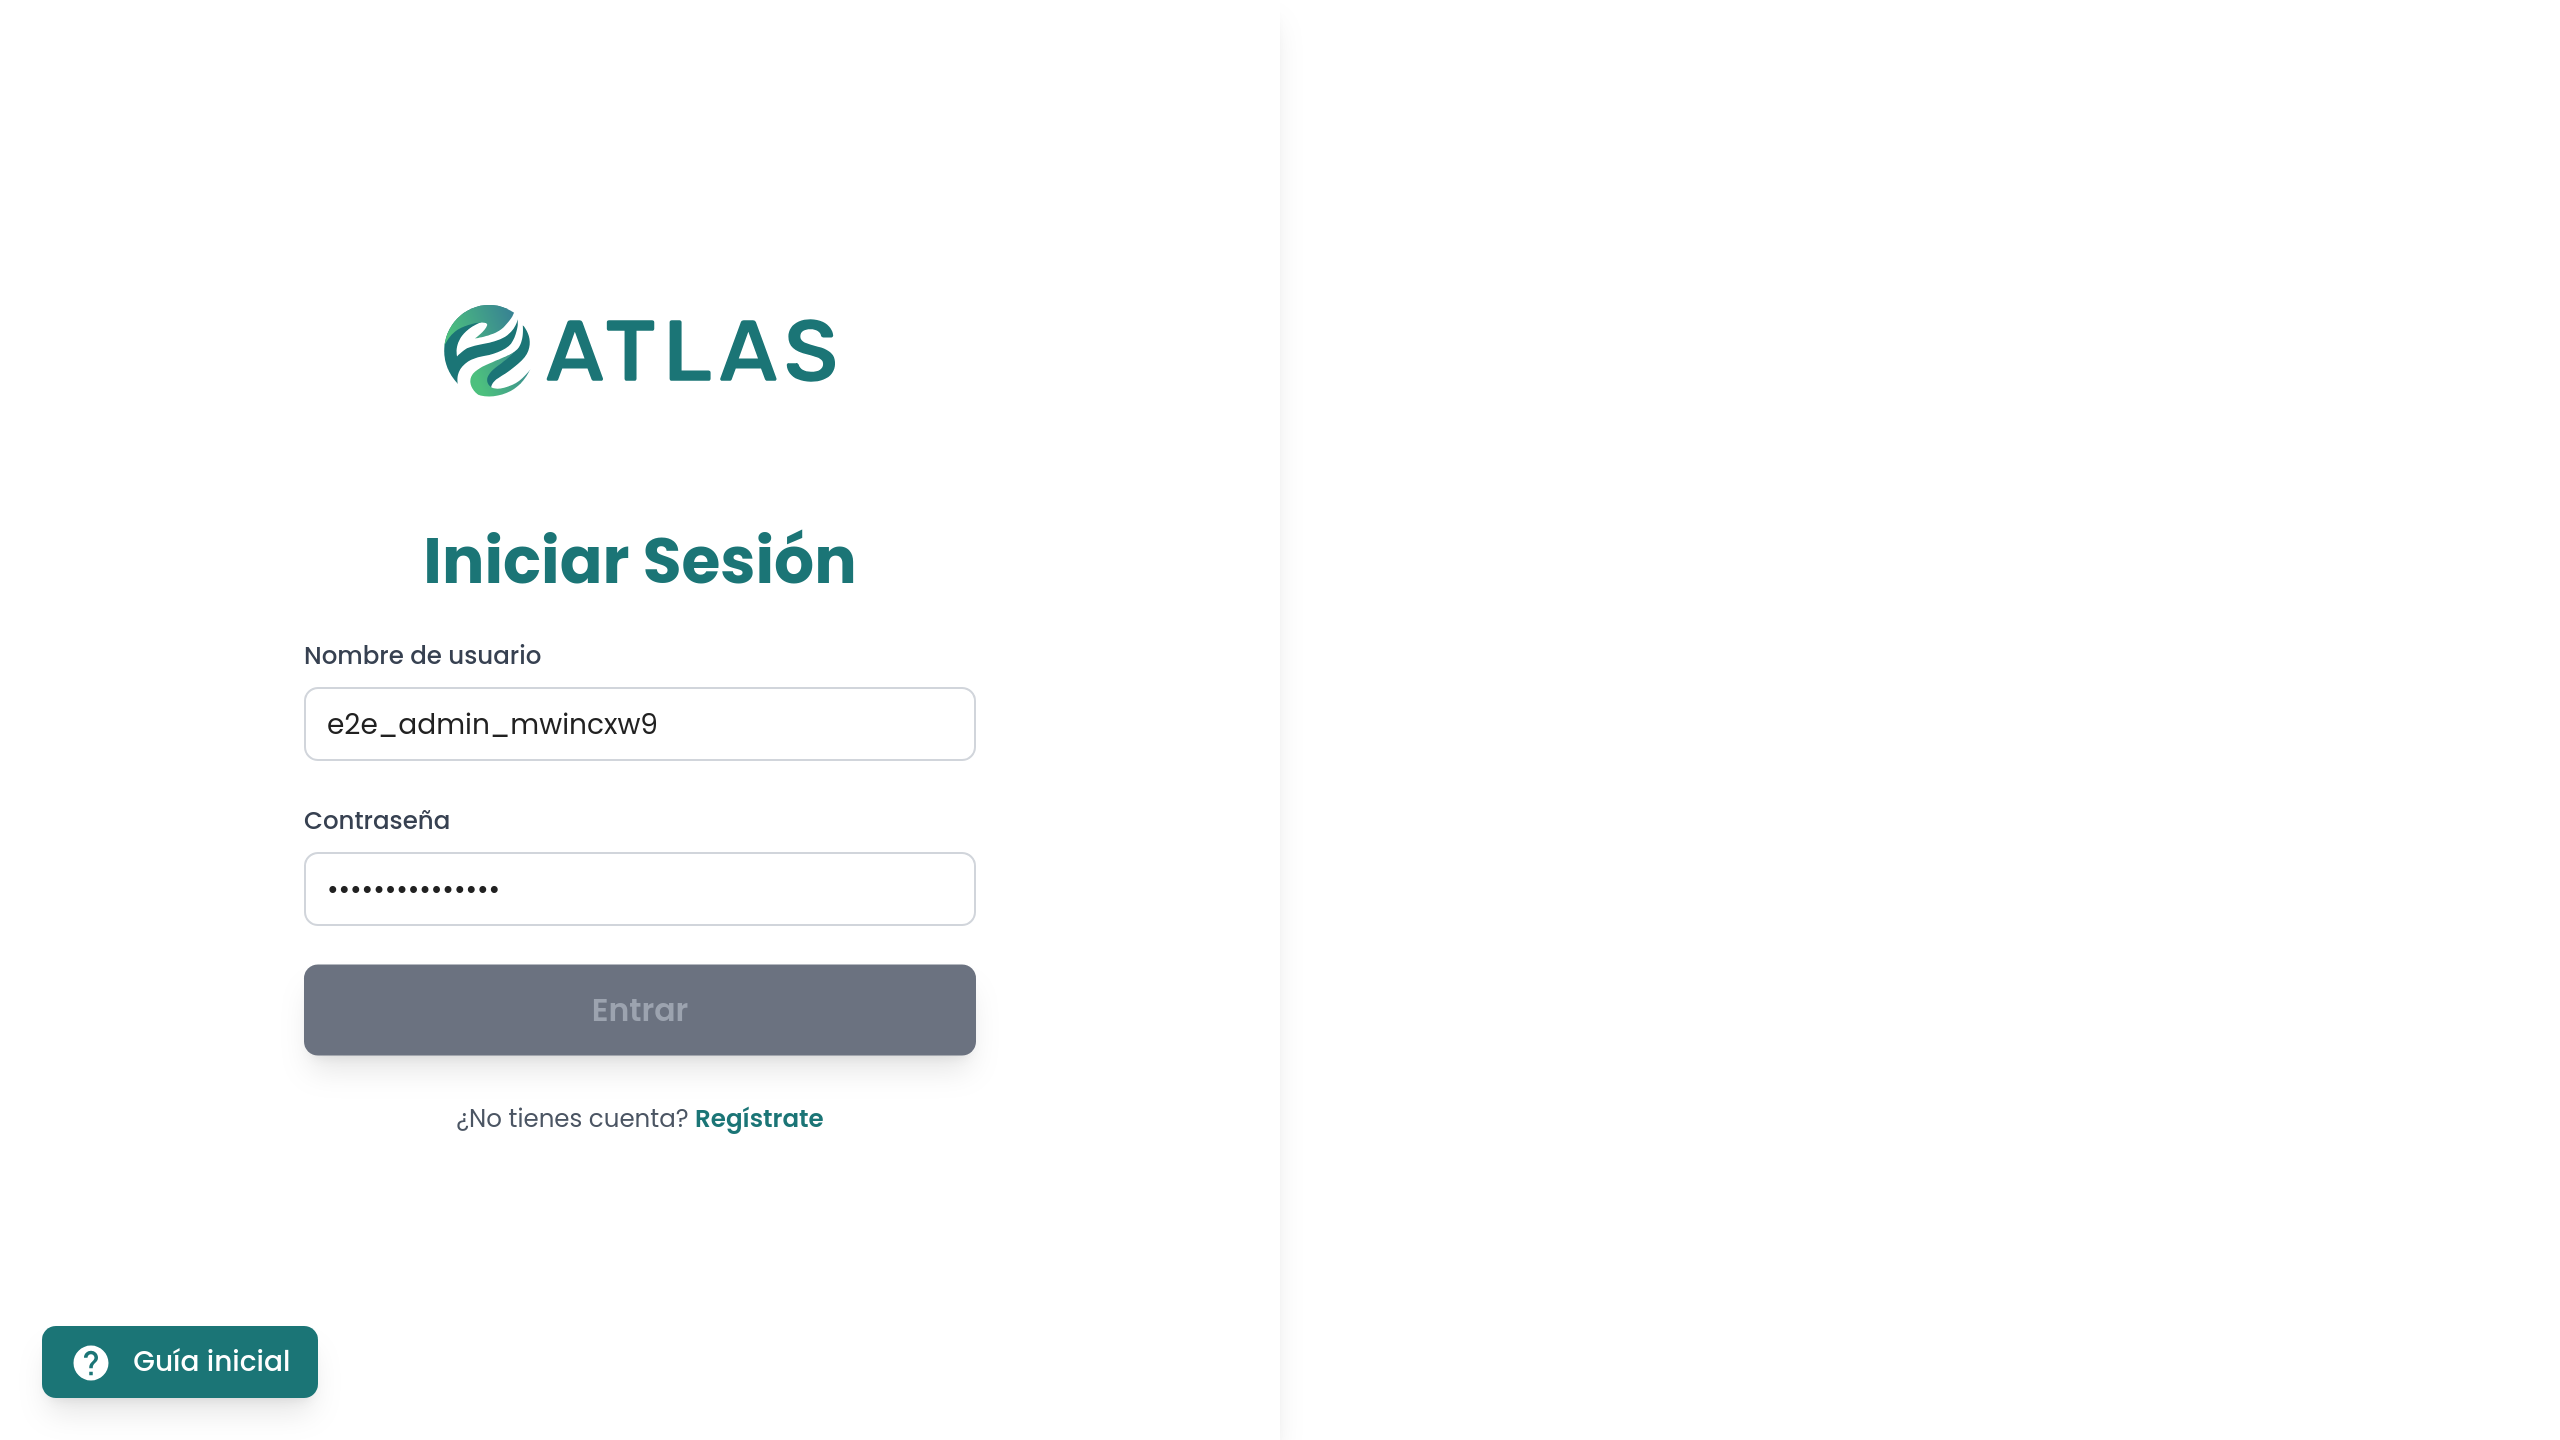 ATLAS
Iniciar Sesión
Nombre de usuario
e2e_admin_mwincxw9
Contraseña
•••••••••••••••
Entrar
¿No tienes cuenta? Regístrate
Guía inicial